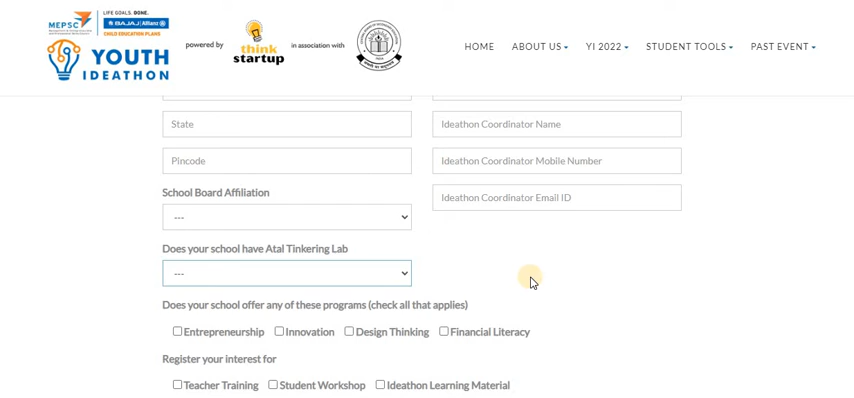 MEPSC
LIFE GOALS. DONE.
BAJAJ Allianz
CHILD EDUCATION PLANS
YOUTH
IDEATHON
powered by
think
startup
in association with
HOME
ABOUT US
YI 2022
STUDENT TOOLS
PAST EVENT
State
Ideathon Coordinator Name
Pincode
Ideathon Coordinator Mobile Number
School Board Affiliation
Ideathon Coordinator Email ID
---
Does your school have Atal Tinkering Lab
---
Does your school offer any of these programs (check all that applies)
Entrepreneurship Innovation Design Thinking Financial Literacy
Register your interest for
Teacher Training Student Workshop Ideathon Learning Material